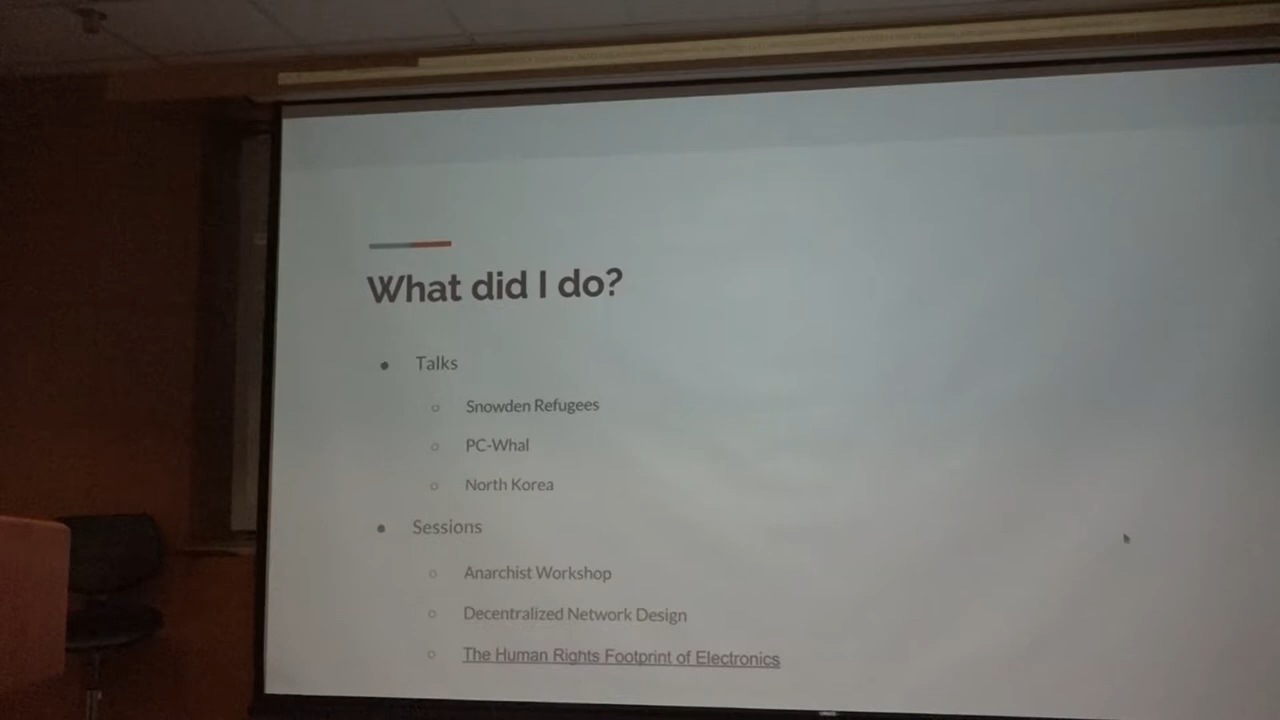 What did I do?
Talks
Snowden Refugees
PC-Whal
North Korea
Sessions
Anarchist Workshop
Decentralized Network Design
The Human Rights Footprint of Electronics